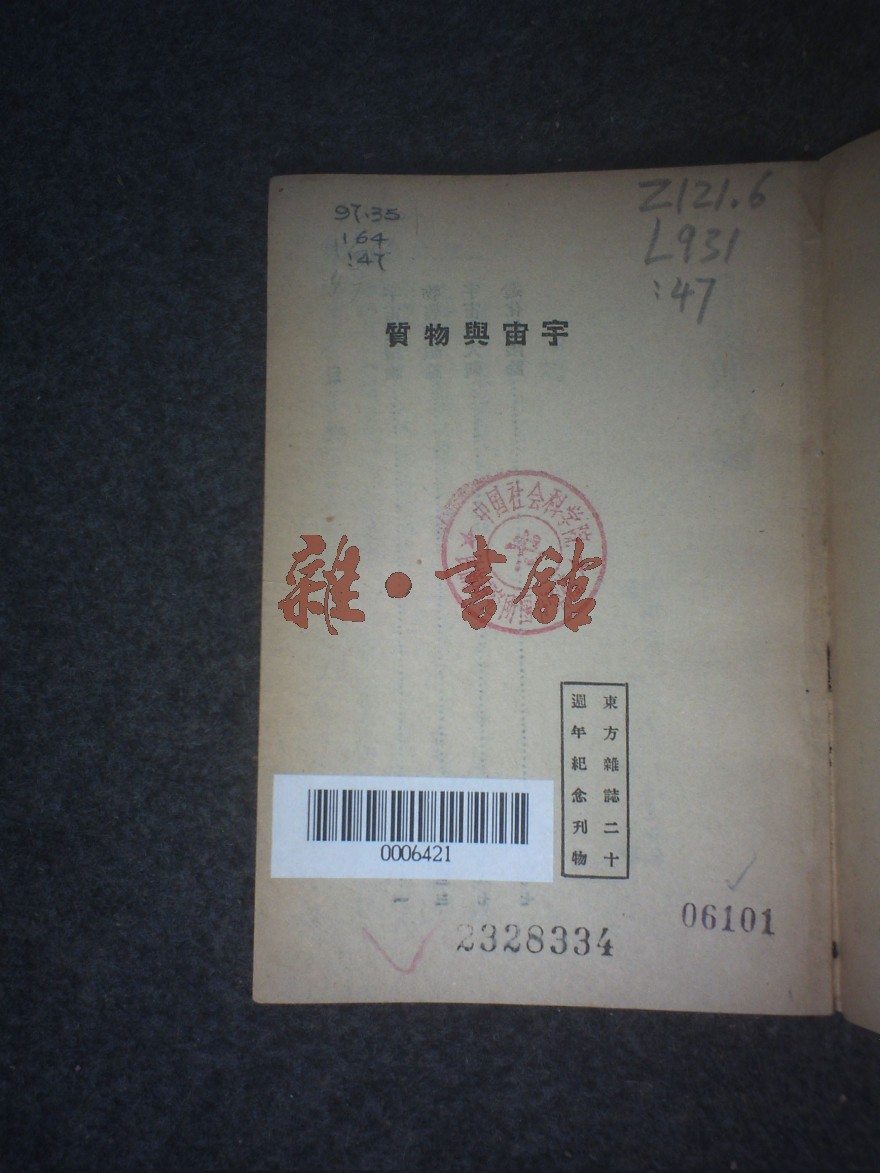 97.35
:64
:47
Z121.6
L931
:47
宇宙與物質
中国社会科学院
雜·書館
東方雜誌二十
週年紀念刊物
0006421
2328334
06101